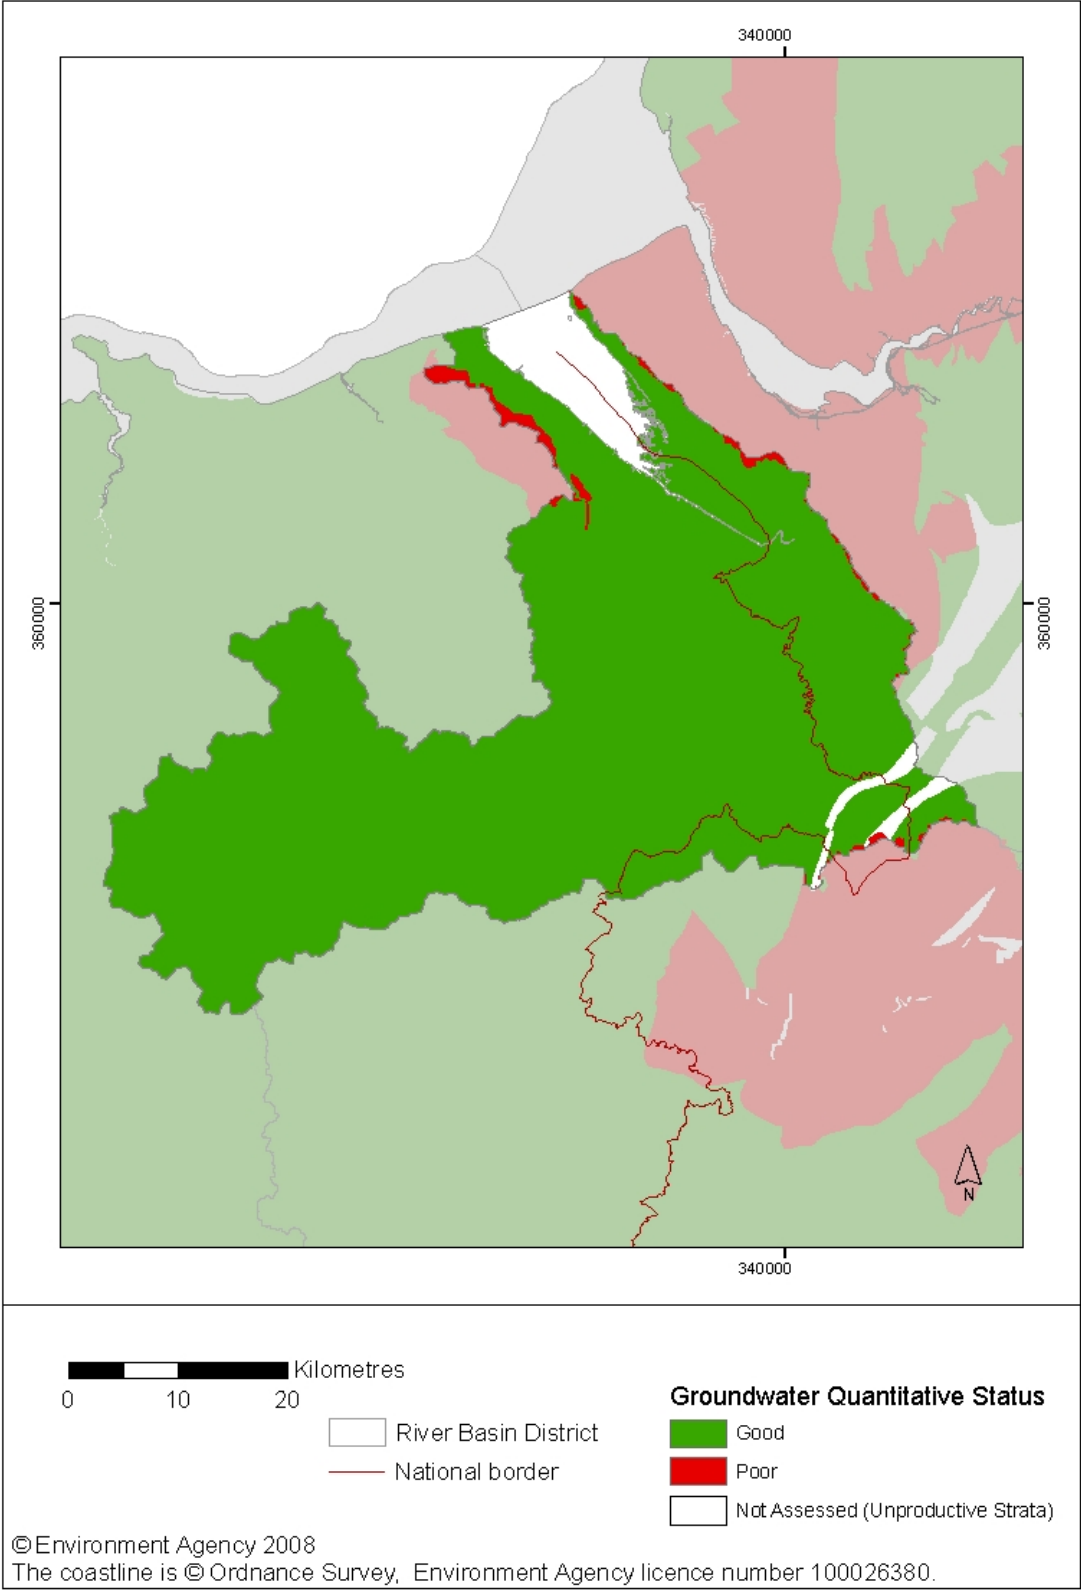 340000
360000
360000
N
340000
Kilometres
0 10 20
River Basin District
National border
Groundwater Quantitative Status
Good
Poor
Not Assessed (Unproductive Strata)
© Environment Agency 2008
The coastline is © Ordnance Survey, Environment Agency licence number 100026380.